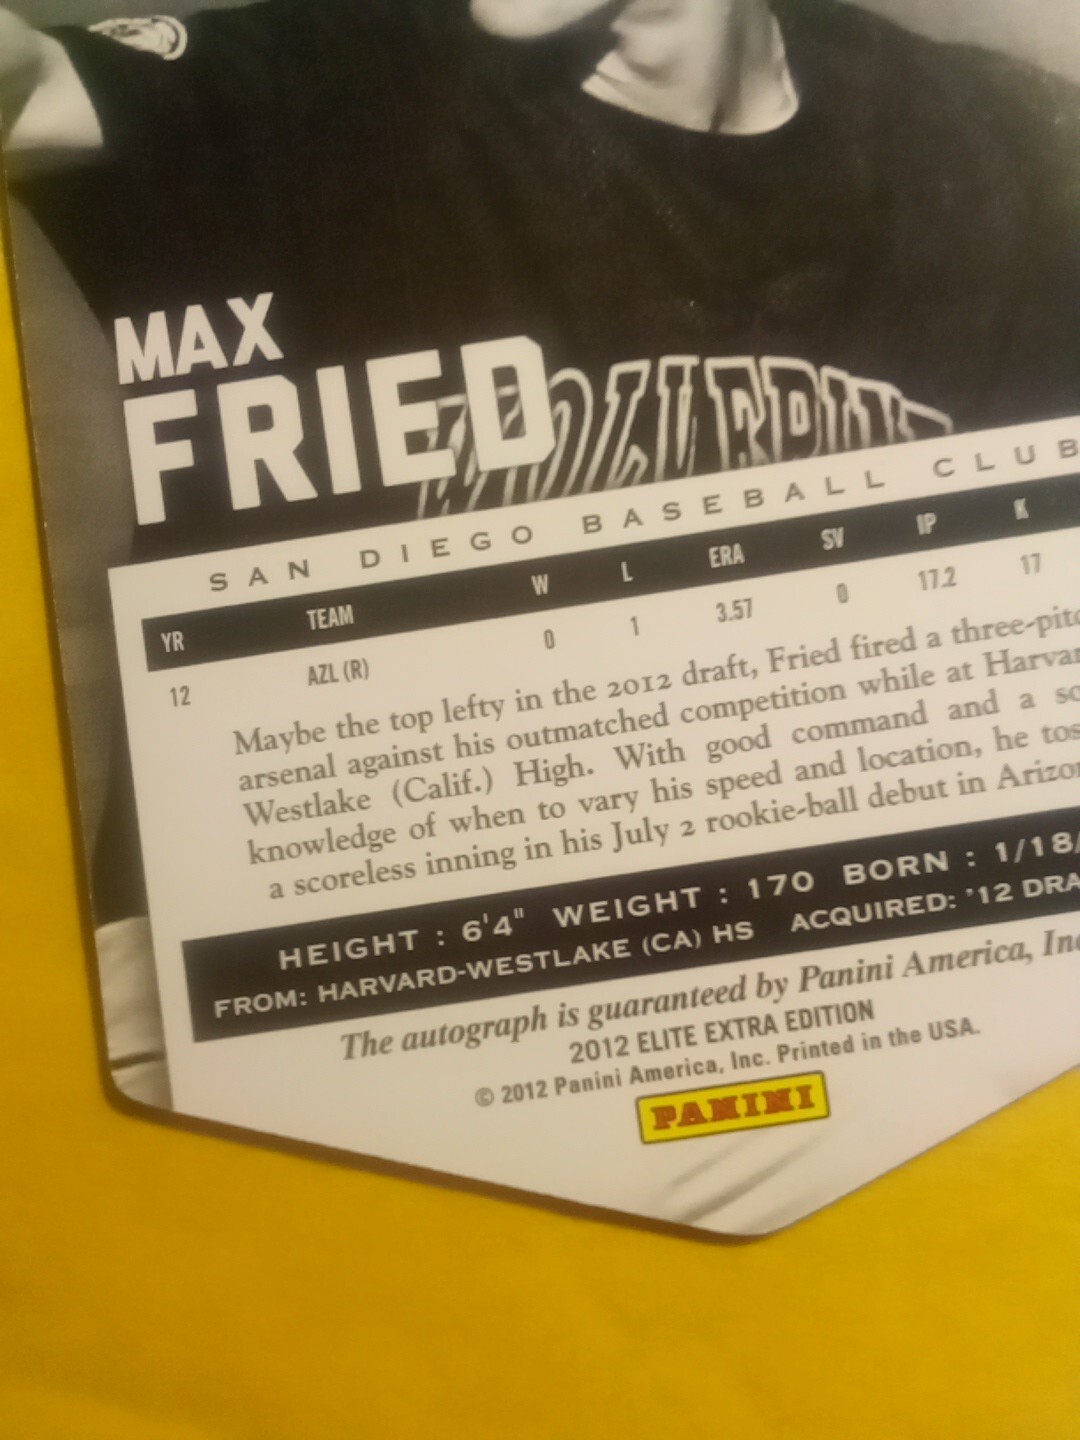 MAX
FRIED
SAN DIEGO BASEBALL CLUB
YR TEAM W L ERA SV IP K
12 AZL (R) 0 1 3.57 0 17.2 17
Maybe the top lefty in the 2012 draft, Fried fired a three-pitc
arsenal against his outmatched competition while at Harvar
Westlake (Calif.) High. With good command and a so
knowledge of when to vary his speed and location, he tos
a scoreless inning in his July 2 rookie-ball debut in Arizon
HEIGHT : 6'4" WEIGHT : 170 BORN : 1/18/
FROM: HARVARD-WESTLAKE (CA) HS ACQUIRED: '12 DRA
The autograph is guaranteed by Panini America, Inc
2012 ELITE EXTRA EDITION
© 2012 Panini America, Inc. Printed in the USA.
PANINI